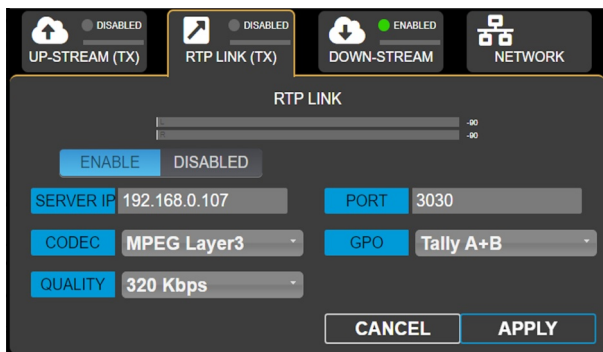 DISABLED
UP-STREAM (TX)
DISABLED
RTP LINK (TX)
ENABLED
DOWN-STREAM
NETWORK
RTP LINK
L -90
R -90
ENABLE DISABLED
SERVER IP 192.168.0.107 PORT 3030
CODEC MPEG Layer3 GPO Tally A+B
QUALITY 320 Kbps
CANCEL APPLY